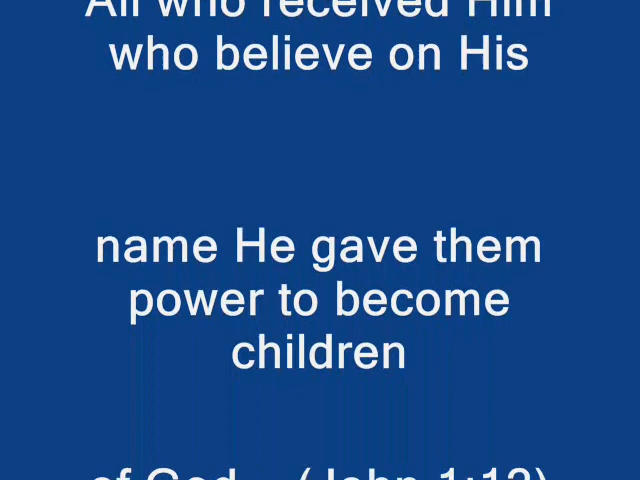 All who received Him
who believe on His
name He gave them
power to become
children
of God (John 1:12)